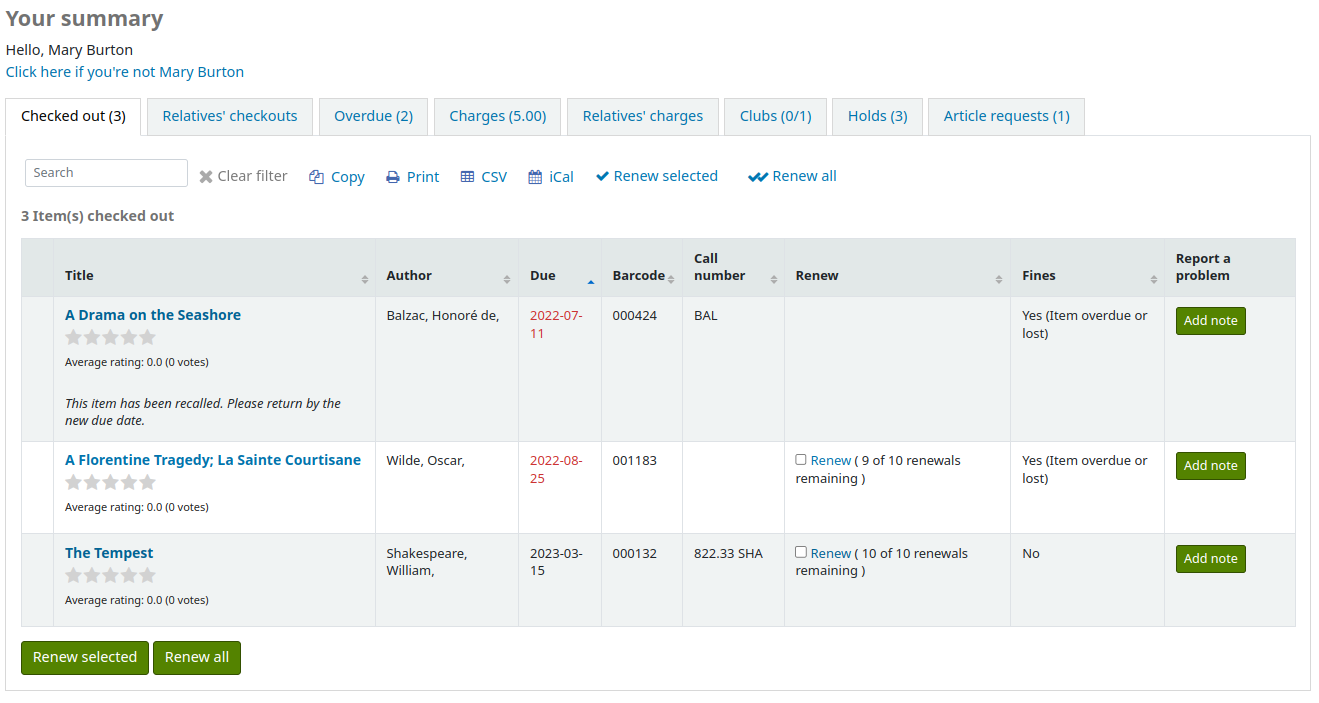 Your summary
Hello, Mary Burton
Click here if you're not Mary Burton
Checked out (3)
Relatives' checkouts
Overdue (2)
Charges (5.00)
Relatives' charges
Clubs (0/1)
Holds (3)
Article requests (1)
Search
Clear filter
Copy
Print
CSV
iCal
Renew selected
Renew all
3 Item(s) checked out
Title
Author
Due
Barcode
Call
number
Renew
Fines
Report a
problem
A Drama on the Seashore
Average rating: 0.0 (0 votes)
This item has been recalled. Please return by the
new due date.
Balzac, Honoré de,
2022-07-
11
000424
BAL
Yes (Item overdue or
lost)
Add note
A Florentine Tragedy; La Sainte Courtisane
Average rating: 0.0 (0 votes)
Wilde, Oscar,
2022-08-
25
001183
Renew ( 9 of 10 renewals
remaining )
Yes (Item overdue or
lost)
Add note
The Tempest
Average rating: 0.0 (0 votes)
Shakespeare,
William,
2023-03-
15
000132
822.33 SHA
Renew ( 10 of 10 renewals
remaining )
No
Add note
Renew selected
Renew all